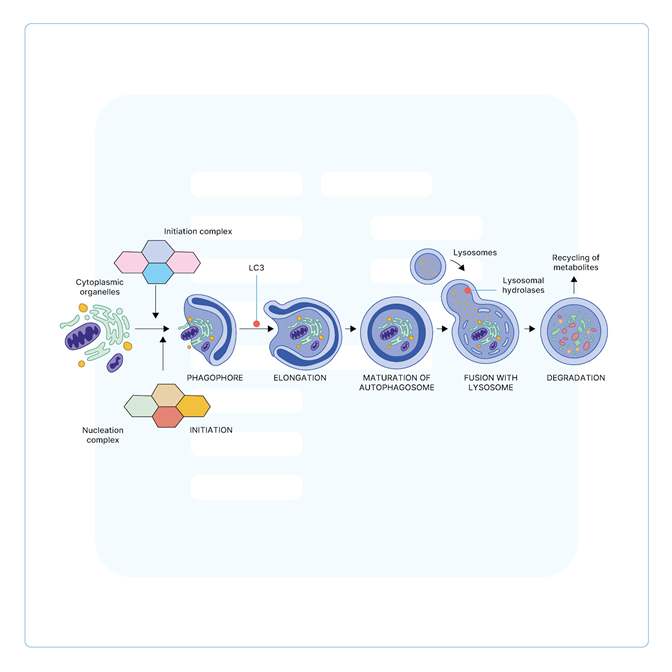 Initiation complex
Cytoplasmic
organelles
LC3
Lysosomes
Lysosomal
hydrolases
Recycling of
metabolites
PHAGOPHORE
ELONGATION
MATURATION OF
AUTOPHAGOSOME
FUSION WITH
LYSOSOME
DEGRADATION
Nucleation
complex
INITIATION